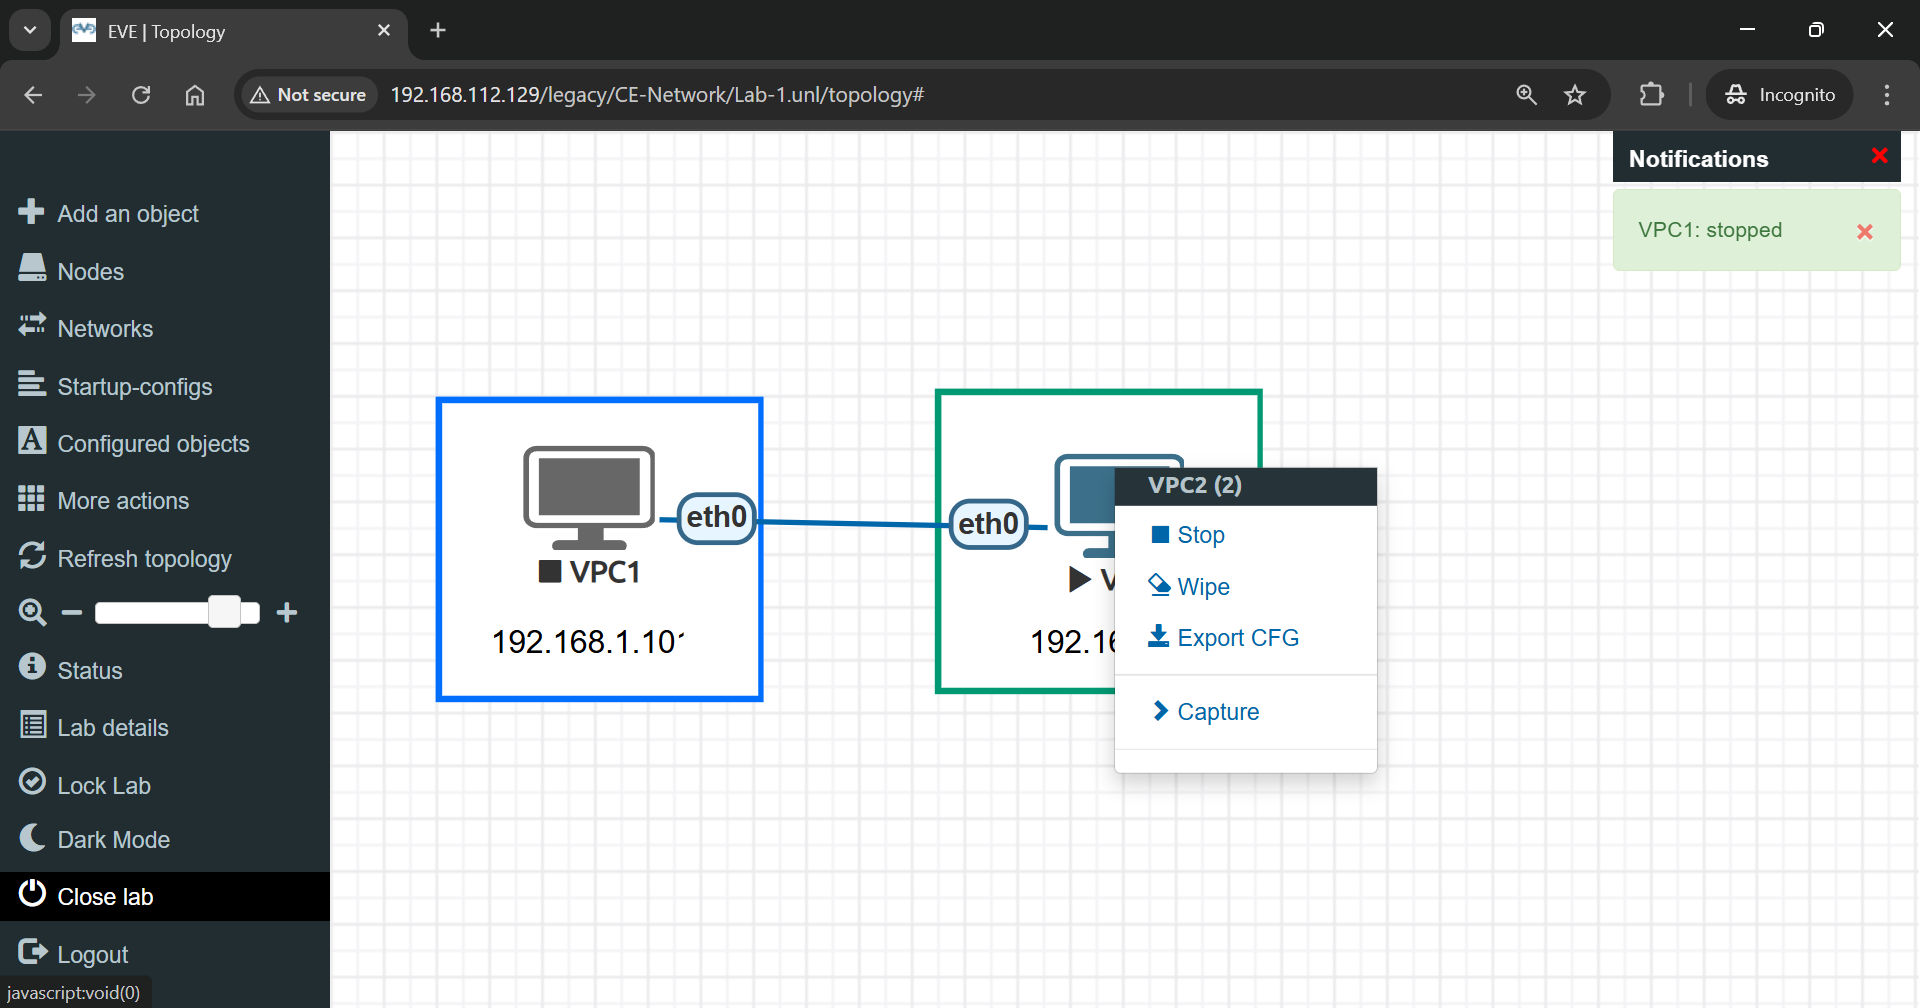 EVE | Topology
Not secure
192.168.112.129/legacy/CE-Network/Lab-1.unl/topology#
Incognito
Notifications
VPC1: stopped
Add an object
Nodes
Networks
Startup-configs
Configured objects
More actions
Refresh topology
Status
Lab details
Lock Lab
Dark Mode
Close lab
Logout
javascript:void(0)
eth0
VPC1
192.168.1.10
eth0
V
192.16
VPC2 (2)
Stop
Wipe
Export CFG
Capture